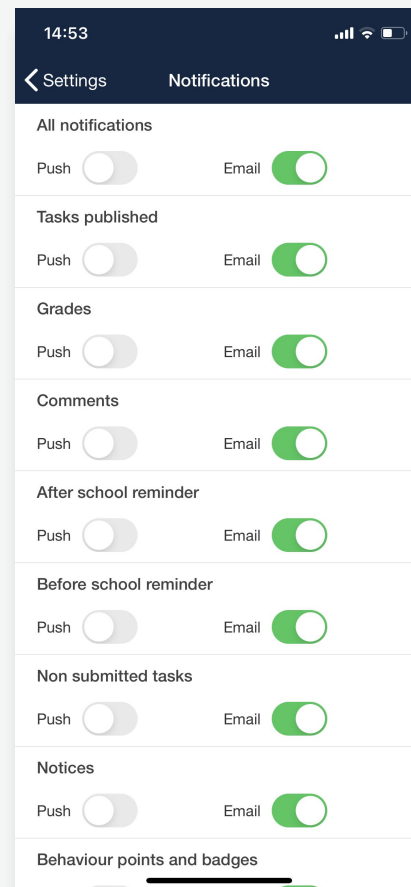 14:53
Settings Notifications
All notifications
Push Email
Tasks published
Push Email
Grades
Push Email
Comments
Push Email
After school reminder
Push Email
Before school reminder
Push Email
Non submitted tasks
Push Email
Notices
Push Email
Behaviour points and badges